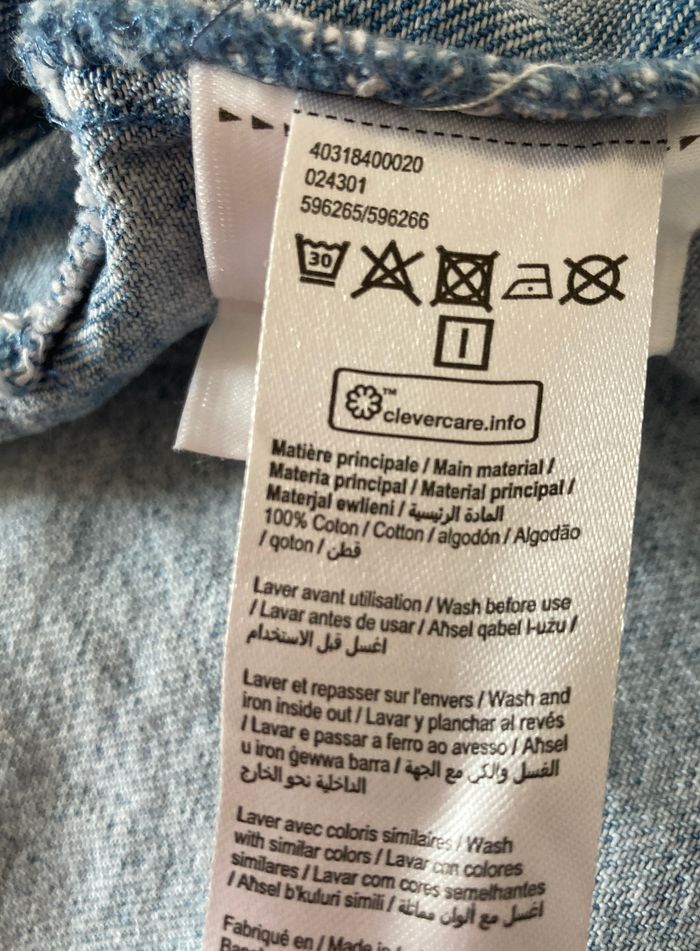 40318400020
024301
596265/596266
30
clevercare.info™
Matière principale / Main material /
Materia principal / Material principal /
Materjal ewlieni / المادة الرئيسية
100% Coton / Cotton / algodón / Algodão
/ qoton / قطن
Laver avant utilisation / Wash before use
/ Lavar antes de usar / Aħsel qabel l-użu /
اغسل قبل الاستخدام
Laver et repasser sur l'envers / Wash and
iron inside out / Lavar y planchar al revés
/ Lavar e passar a ferro ao avesso / Aħsel
u iron ġewwa barra / الغسل والكي مع الجهة
الداخلية نحو الخارج
Laver avec coloris similaires / Wash
with similar colors / Lavar con colores
similares / Lavar com cores semelhantes
/ Aħsel b'kuluri simili / اغسل مع ألوان مماثلة
Fabriqué en / Made in /